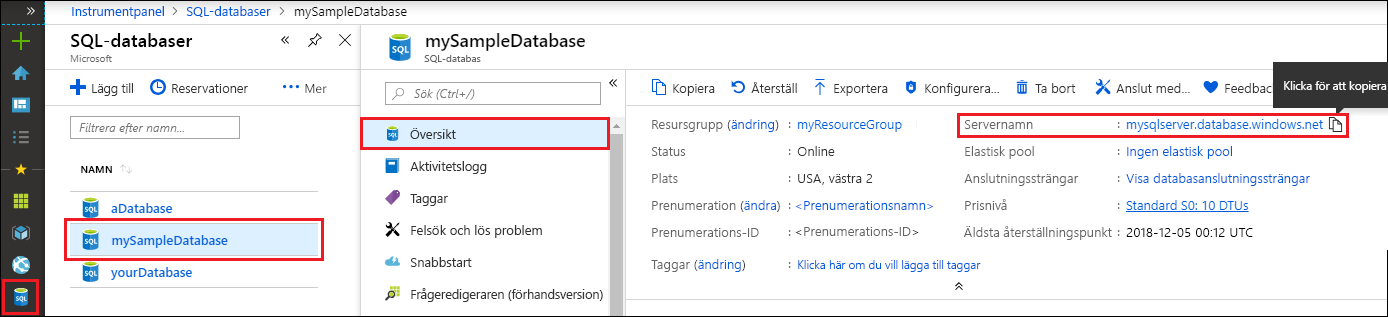 » Instrumentpanel > SQL-databaser > mySampleDatabase
SQL-databaser
Microsoft
Lägg till Reservationer ··· Mer
Filtrera efter namn...
NAMN
aDatabase
mySampleDatabase
yourDatabase
mySampleDatabase
SQL-databas
Sök (Ctrl+/)
Översikt
Aktivitetslogg
Taggar
Felsök och lös problem
Snabbstart
Frågeredigeraren (förhandsversion)
Kopiera Återställ Exportera Konfigurera... Ta bort Anslut med... Feedbac
Klicka för att kopiera
Resursgrupp (ändring) : myResourceGroup
Status : Online
Plats : USA, västra 2
Prenumeration (ändra) : <Prenumerationsnamn>
Prenumerations-ID : <Prenumerations-ID>
Taggar (ändring) : Klicka här om du vill lägga till taggar
Servernamn : mysqlserver.database.windows.net
Elastisk pool : Ingen elastisk pool
Anslutningssträngar : Visa databasanslutningssträngar
Prisnivå : Standard S0: 10 DTUs
Äldsta återställningspunkt : 2018-12-05 00:12 UTC